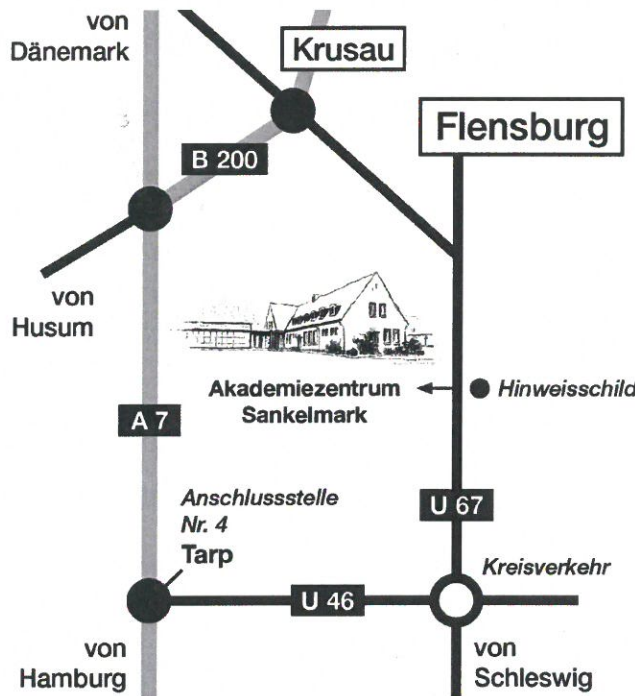 von
Dänemark
Krusau
Flensburg
B 200
von
Husum
Akademiezentrum
Sankelmark
Hinweisschild
A 7
U 67
Anschlussstelle
Nr. 4
Tarp
Kreisverkehr
U 46
von
Hamburg
von
Schleswig